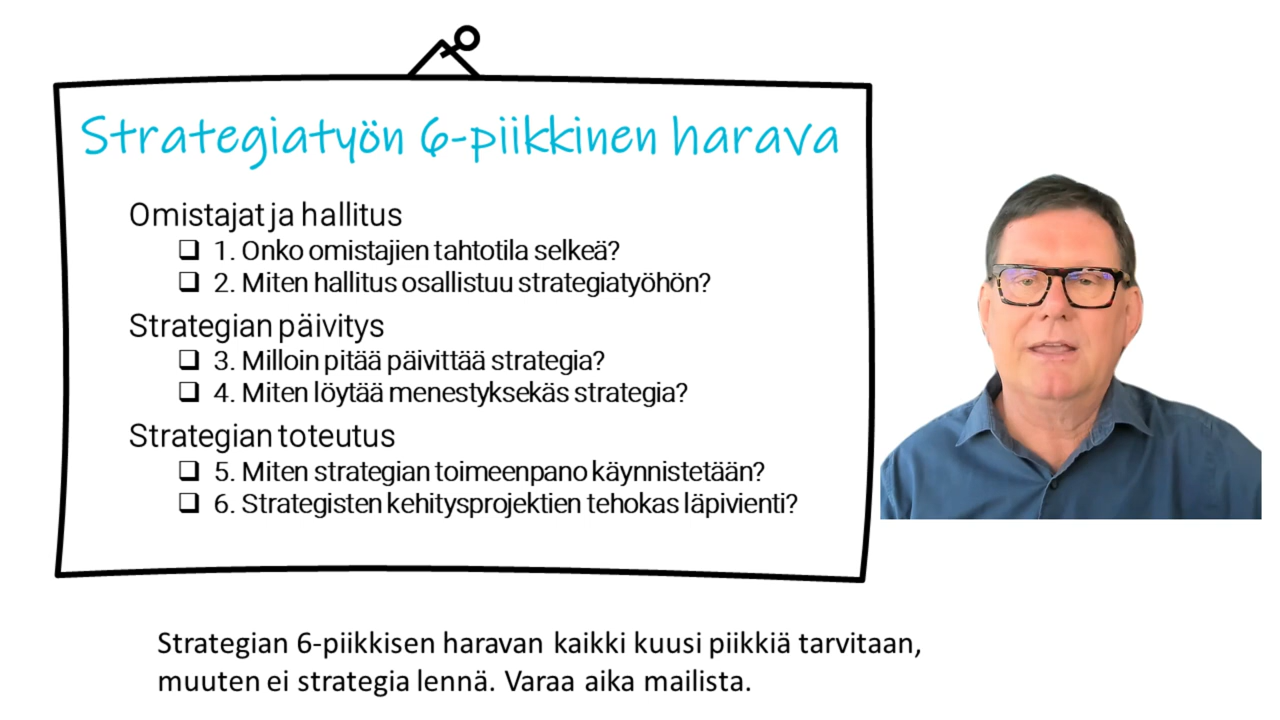 Strategiatyön 6-piikkinen harava
Omistajat ja hallitus
❑ 1. Onko omistajien tahtotila selkeä?
❑ 2. Miten hallitus osallistuu strategiatyöhön?
Strategian päivitys
❑ 3. Milloin pitää päivittää strategia?
❑ 4. Miten löytää menestyksekäs strategia?
Strategian toteutus
❑ 5. Miten strategian toimeenpano käynnistetään?
❑ 6. Strategisten kehitysprojektien tehokas läpivienti?
Strategian 6-piikkisen haravan kaikki kuusi piikkiä tarvitaan,
muuten ei strategia lennä. Varaa aika mailista.